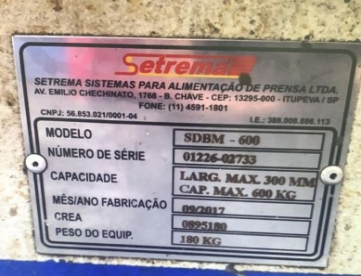 Setrema
SETREMA SISTEMAS PARA ALIMENTAÇÃO DE PRENSA LTDA.
AV. EMILIO CHECHINATO, 1768 - B. CHAVE - CEP: 13295-000 - ITUPEVA / SP
FONE: (11) 4591-1801
CNPJ: 56.853.021/0001-04 I.E.: 388.008.886.113
MODELO SDBM - 600
NÚMERO DE SÉRIE 01226-02733
CAPACIDADE LARG. MAX. 300 MM
CAP. MAX. 600 KG
MÊS/ANO FABRICAÇÃO 09/2017
CREA 0895180
PESO DO EQUIP. 180 KG